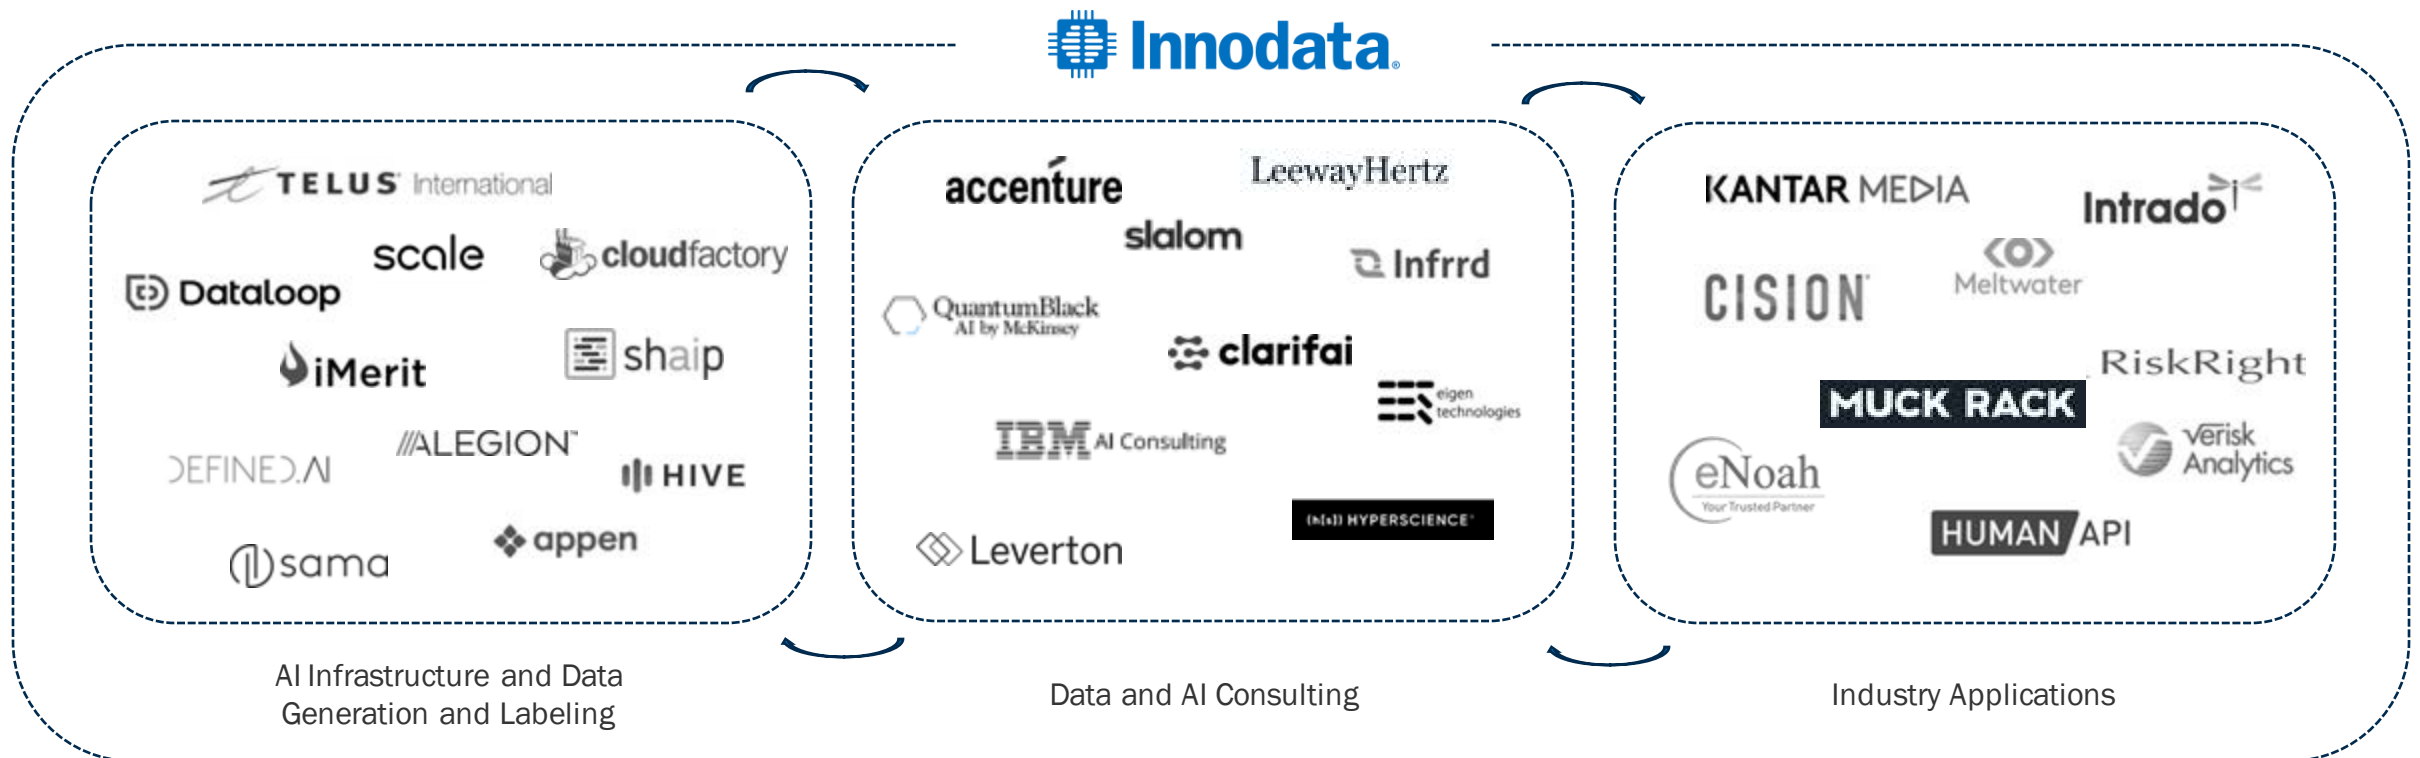 Innodata®
TELUS® International
scale
cloudfactory
Dataloop
iMerit
shaip
ALEGION™
DEFINED.AI
HIVE
appen
sama
accenture
LeewayHertz
slalom
Infrrd
QuantumBlack
AI by McKinsey
clarifai
eigen
technologies
IBM AI Consulting
(h[s]) HYPERSCIENCE®
Leverton
KANTAR MEDIA
Intrado
Meltwater
CISION®
RiskRight
MUCK RACK
verisk
Analytics
eNoah
Your Trusted Partner
HUMAN API
AI Infrastructure and Data
Generation and Labeling
Data and AI Consulting
Industry Applications